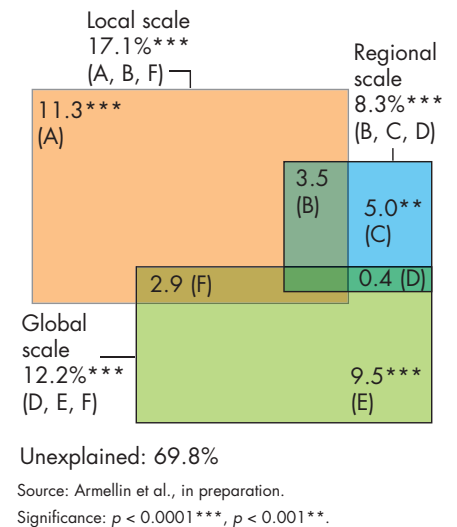 Local scale
17.1%***
(A, B, F)
Regional
scale
8.3%***
(B, C, D)
11.3***
(A)
3.5
(B)
5.0**
(C)
2.9 (F)
0.4 (D)
Global
scale
12.2%***
(D, E, F)
9.5***
(E)
Unexplained: 69.8%
Source: Armellin et al., in preparation.
Significance: p < 0.0001***, p < 0.001**.